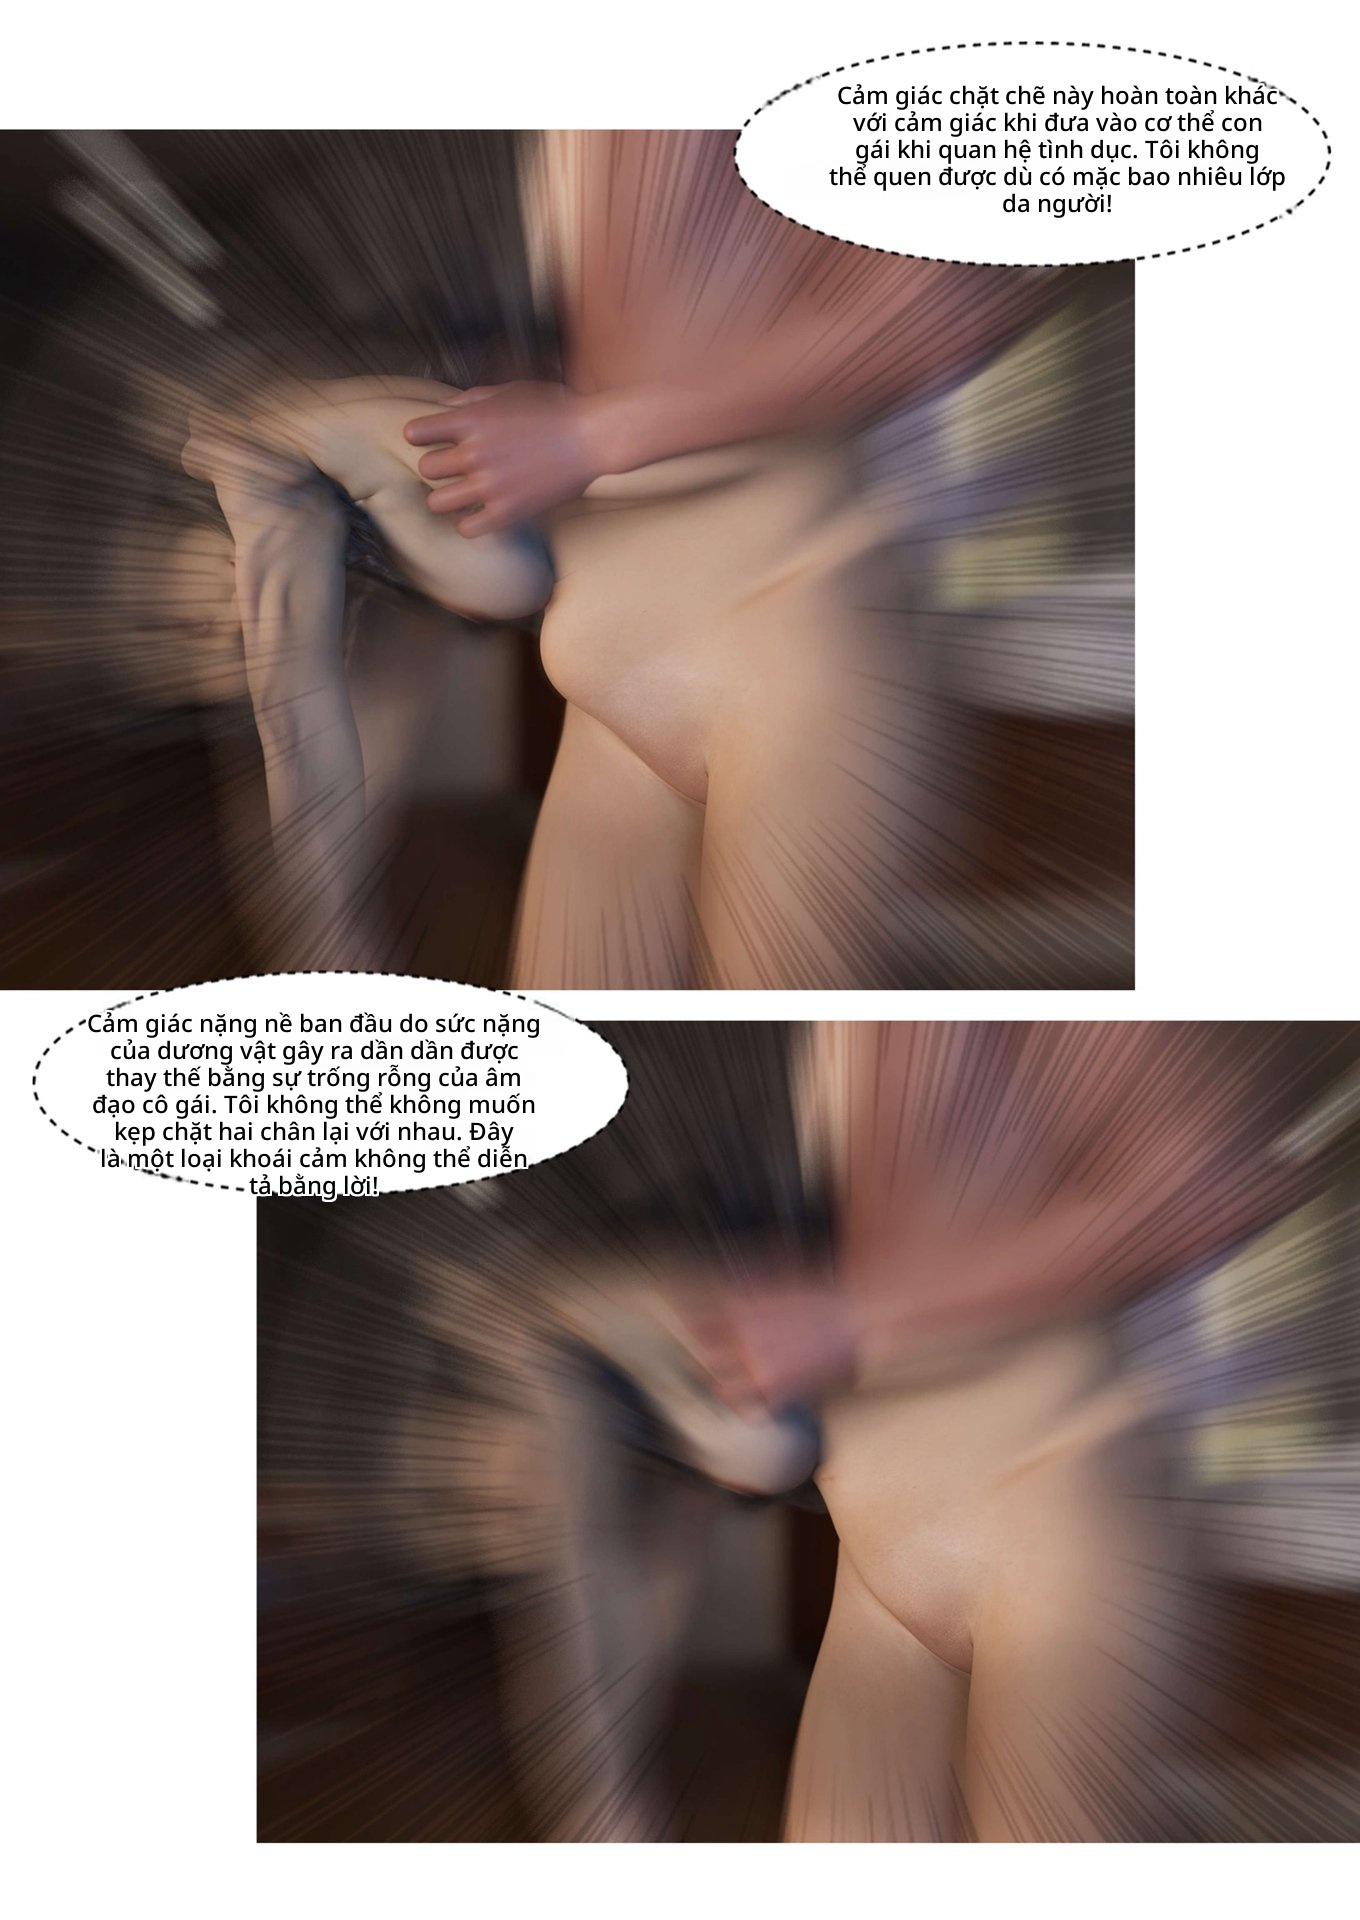 Cảm giác chặt chẽ này hoàn toàn khác
với cảm giác khi đưa vào cơ thể con
gái khi quan hệ tình dục. Tôi không
thể quen được dù có mặc bao nhiêu lớp
da người!
Cảm giác nặng nề ban đầu do sức nặng
của dương vật gây ra dần dần được
thay thế bằng sự trống rỗng của âm
đạo cô gái. Tôi không thể không muốn
kẹp chặt hai chân lại với nhau. Đây
là một loại khoái cảm không thể diễn
tả bằng lời!